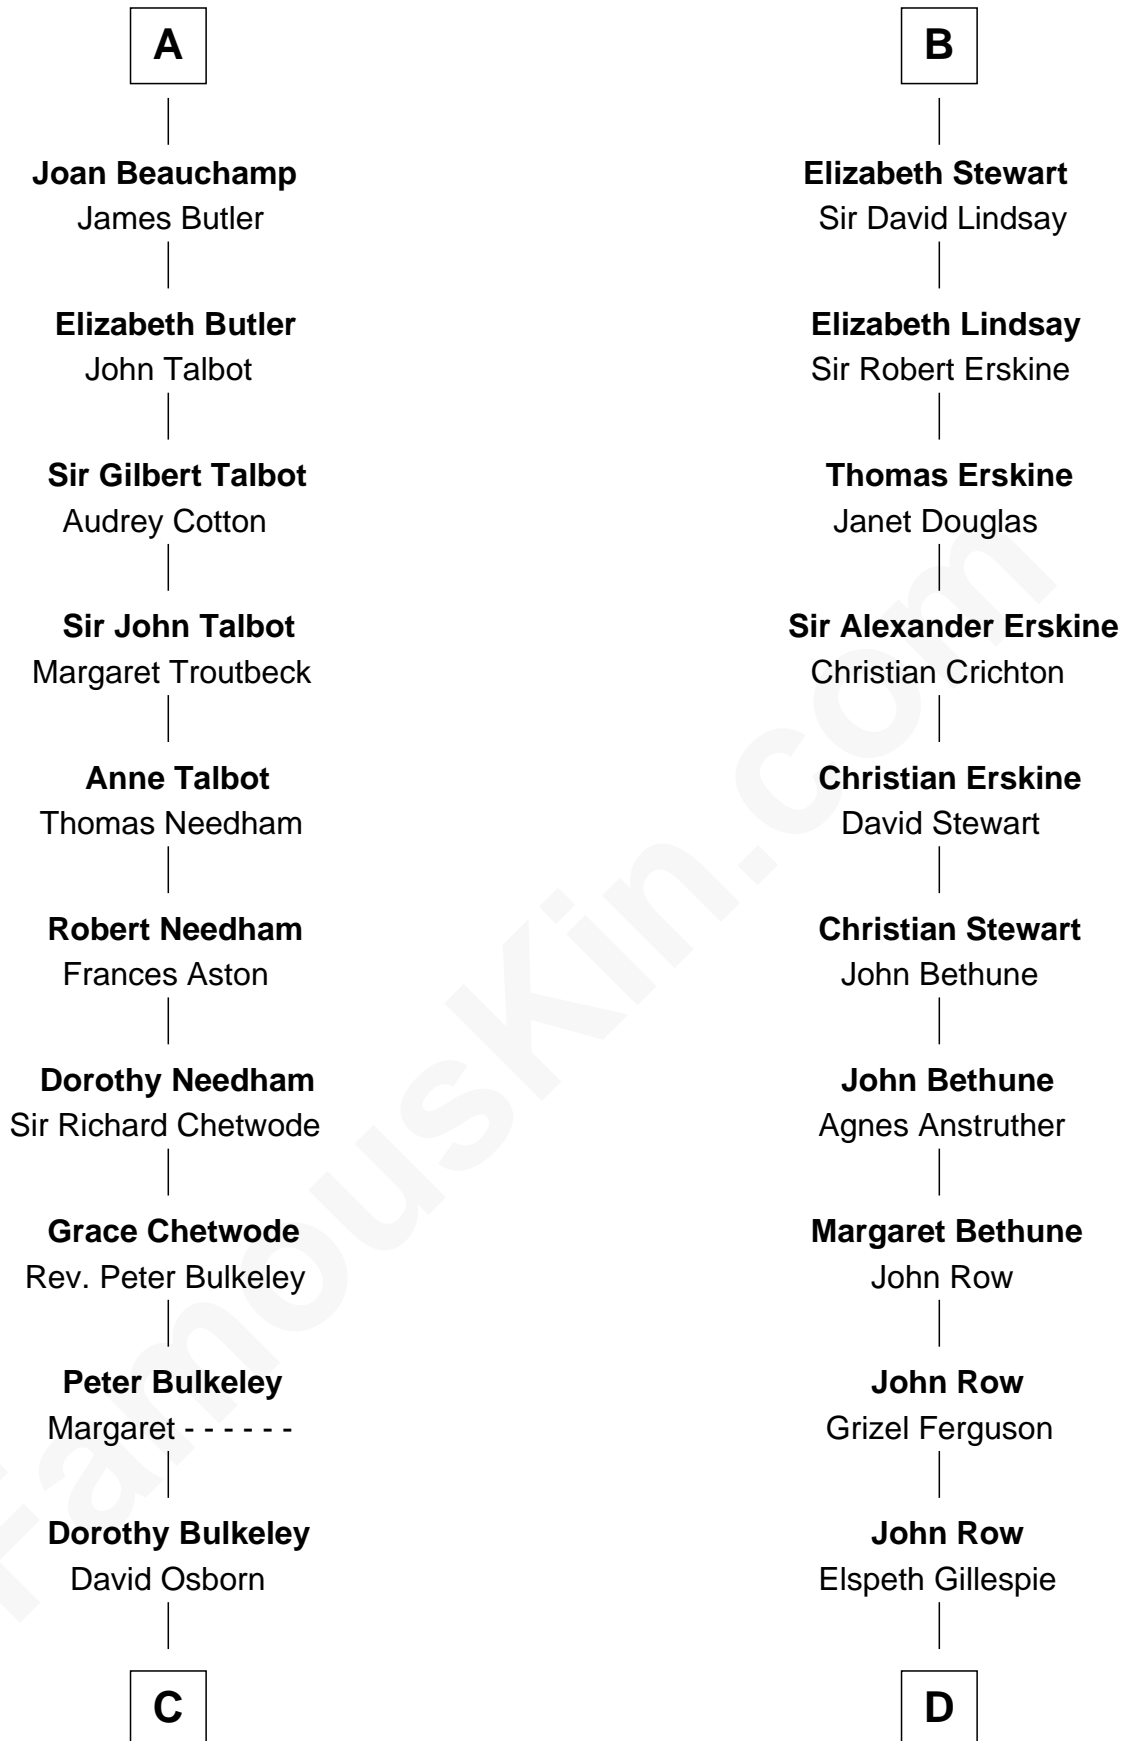 A
Joan Beauchamp
James Butler
Elizabeth Butler
John Talbot
Sir Gilbert Talbot
Audrey Cotton
Sir John Talbot
Margaret Troutbeck
Anne Talbot
Thomas Needham
Robert Needham
Frances Aston
Dorothy Needham
Sir Richard Chetwode
Grace Chetwode
Rev. Peter Bulkeley
Peter Bulkeley
Margaret - - - - - -
Dorothy Bulkeley
David Osborn
C
B
Elizabeth Stewart
Sir David Lindsay
Elizabeth Lindsay
Sir Robert Erskine
Thomas Erskine
Janet Douglas
Sir Alexander Erskine
Christian Crichton
Christian Erskine
David Stewart
Christian Stewart
John Bethune
John Bethune
Agnes Anstruther
Margaret Bethune
John Row
John Row
Grizel Ferguson
John Row
Elspeth Gillespie
D
FamousKin.com